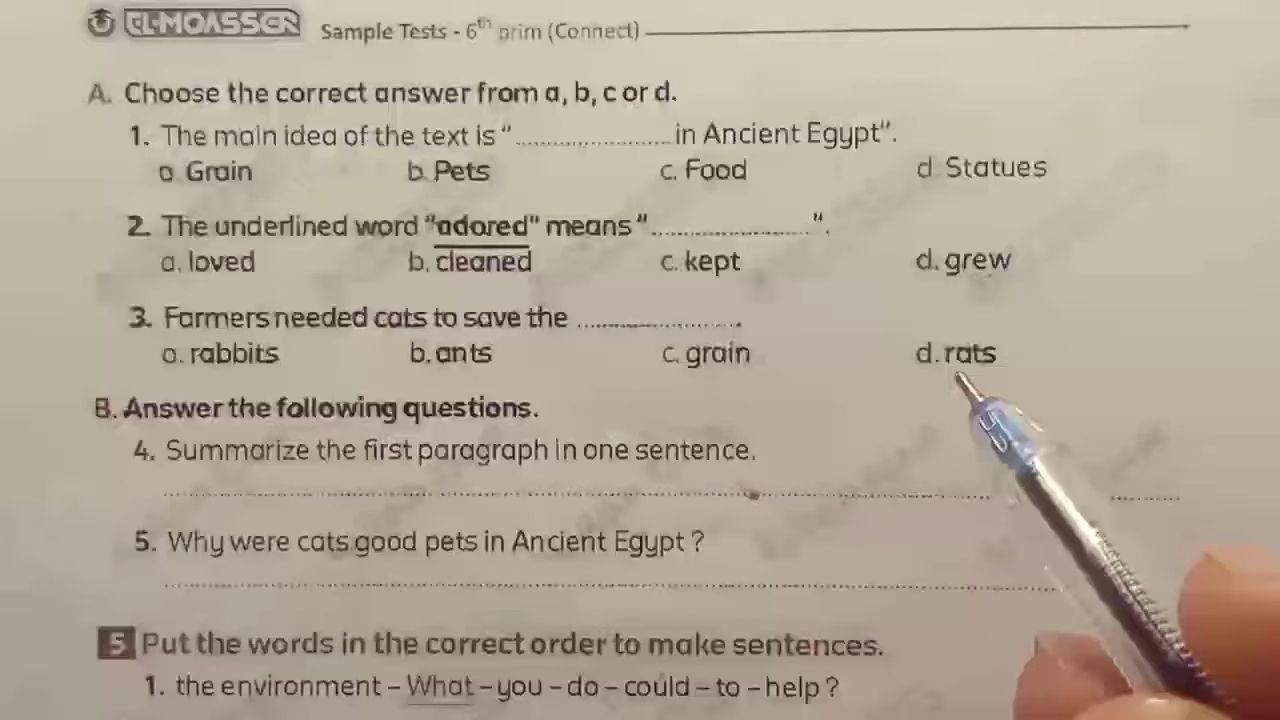 EL-MOASSER Sample Tests - 6th prim (Connect)
A. Choose the correct answer from a, b, c or d.
1. The main idea of the text is "...................... in Ancient Egypt".
a. Grain b. Pets c. Food d. Statues
2. The underlined word "adored" means "......................".
a. loved b. cleaned c. kept d. grew
3. Farmers needed cats to save the ......................
a. rabbits b. ants c. grain d. rats
B. Answer the following questions.
4. Summarize the first paragraph in one sentence.
5. Why were cats good pets in Ancient Egypt?
5 Put the words in the correct order to make sentences.
1. the environment – What – you – do – could – to – help?